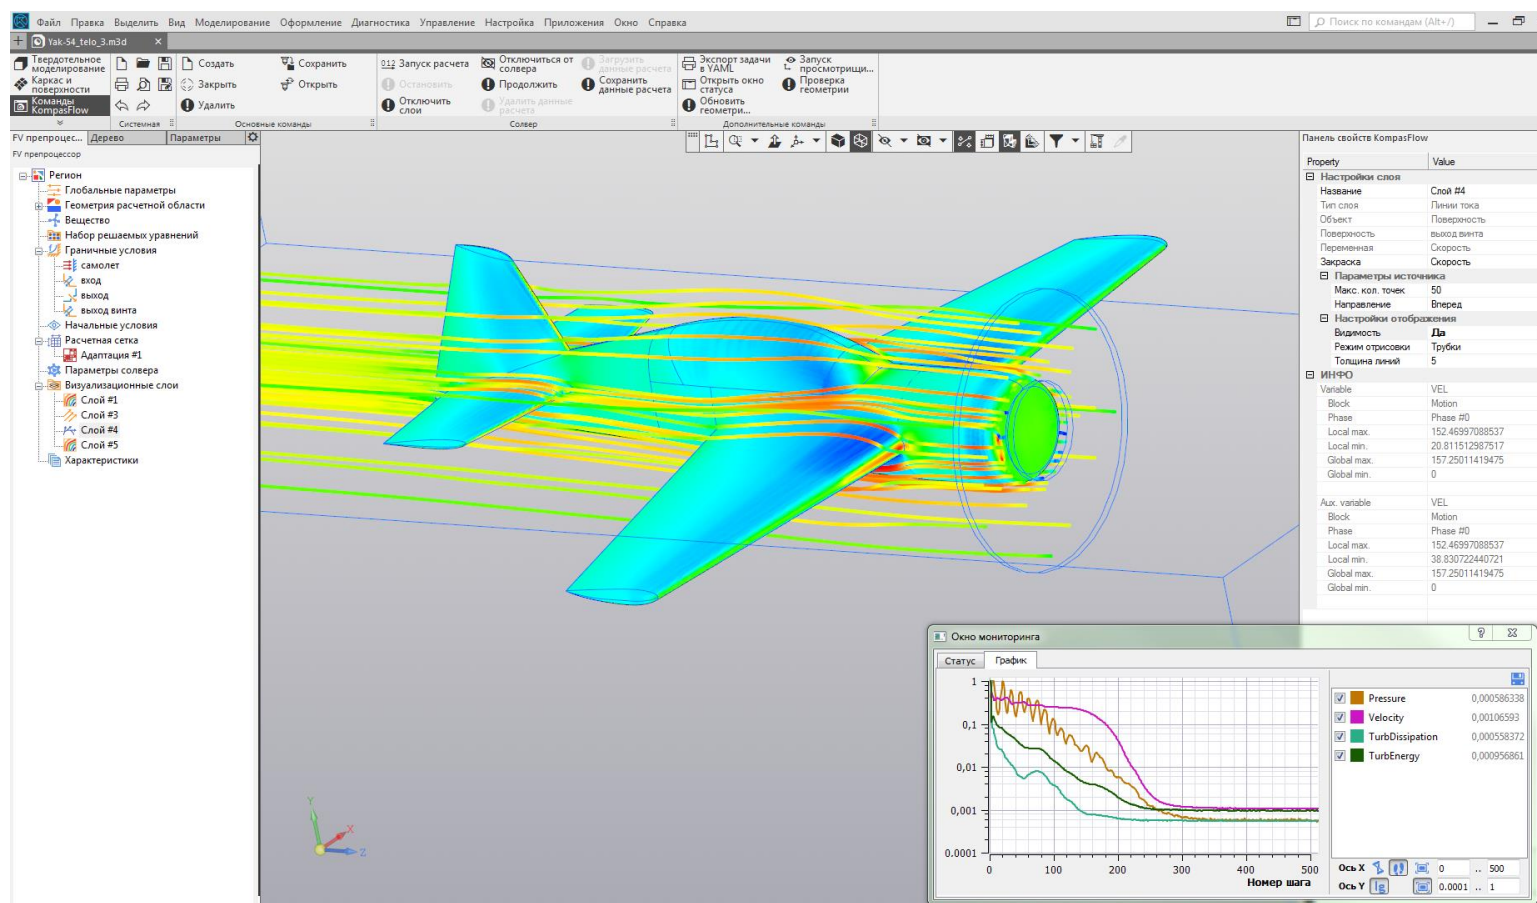 Файл Правка Выделить Вид Моделирование Оформление Диагностика Управление Настройка Приложения Окно Справка
Поиск по командам (Alt+/)
Yak-54_telo_3.m3d
Твердотельное моделирование
Каркас и поверхности
Команды KompasFlow
Системная
Создать
Закрыть
Удалить
Сохранить
Открыть
Основные команды
012 Запуск расчета
Остановить
Отключить слои
Отключиться от солвера
Продолжить
Удалить данные расчета
Загрузить данные расчета
Сохранить данные расчета
Солвер
Экспорт задачи в YAML
Открыть окно статуса
Обновить геометри...
Запуск просмотрищи...
Проверка геометрии
Дополнительные команды
FV препроцес... Дерево Параметры
FV препроцессор
Регион
Глобальные параметры
Геометрия расчетной области
Вещество
Набор решаемых уравнений
Граничные условия
самолет
вход
выход
выход винта
Начальные условия
Расчетная сетка
Адаптация #1
Параметры солвера
Визуализационные слои
Слой #1
Слой #3
Слой #4
Слой #5
Характеристики
Y
X
Z
Панель свойств KompasFlow
Property Value
Настройки слоя
Название Слой #4
Тип слоя Линии тока
Объект Поверхность
Поверхность выход винта
Переменная Скорость
Закраска Скорость
Параметры источника
Макс. кол. точек 50
Направление Вперед
Настройки отображения
Видимость Да
Режим отрисовки Трубки
Толщина линий 5
ИНФО
Variable VEL
Block Motion
Phase Phase #0
Local max. 152.46997088537
Local min. 20.811512987517
Global max. 157.25011419475
Global min. 0
Aux. variable VEL
Block Motion
Phase Phase #0
Local max. 152.46997088537
Local min. 38.830722440721
Global max. 157.25011419475
Global min. 0
Окно мониторинга
Статус График
1
0,1
0,01
0,001
0.0001
0 100 200 300 400 500
Номер шага
Pressure 0,000586338
Velocity 0,00106593
TurbDissipation 0,000558372
TurbEnergy 0,000956861
Ось X 0 .. 500
Ось Y lg 0.0001 .. 1